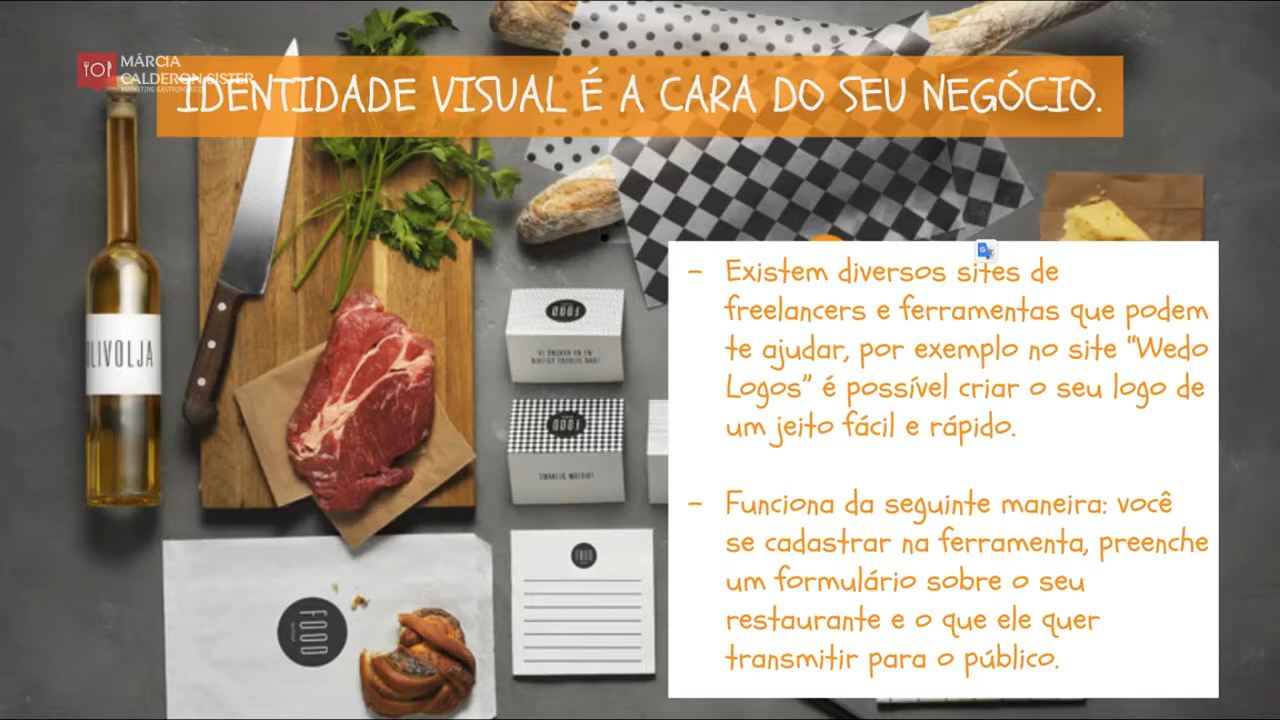 MÁRCIA
CALDERON SISTER
MARKETING GASTRONÔMICO
IDENTIDADE VISUAL É A CARA DO SEU NEGÓCIO.
- Existem diversos sites de
freelancers e ferramentas que podem
te ajudar, por exemplo no site “Wedo
Logos” é possível criar o seu logo de
um jeito fácil e rápido.
- Funciona da seguinte maneira: você
se cadastrar na ferramenta, preenche
um formulário sobre o seu
restaurante e o que ele quer
transmitir para o público.
OLIVOLJA
FOOD
FOOD
FOOD
FOOD